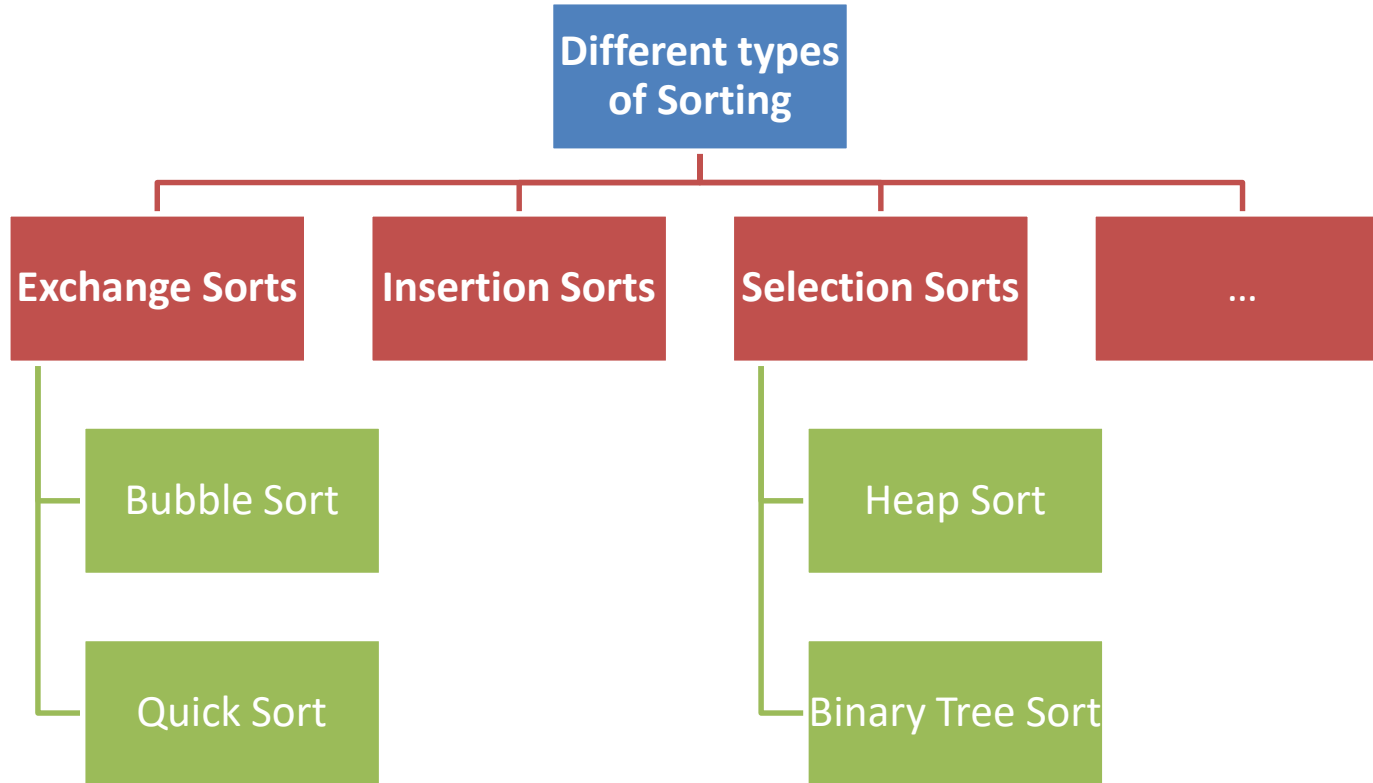 Different types
of Sorting
Exchange Sorts
Insertion Sorts
Selection Sorts
...
Bubble Sort
Heap Sort
Quick Sort
Binary Tree Sort